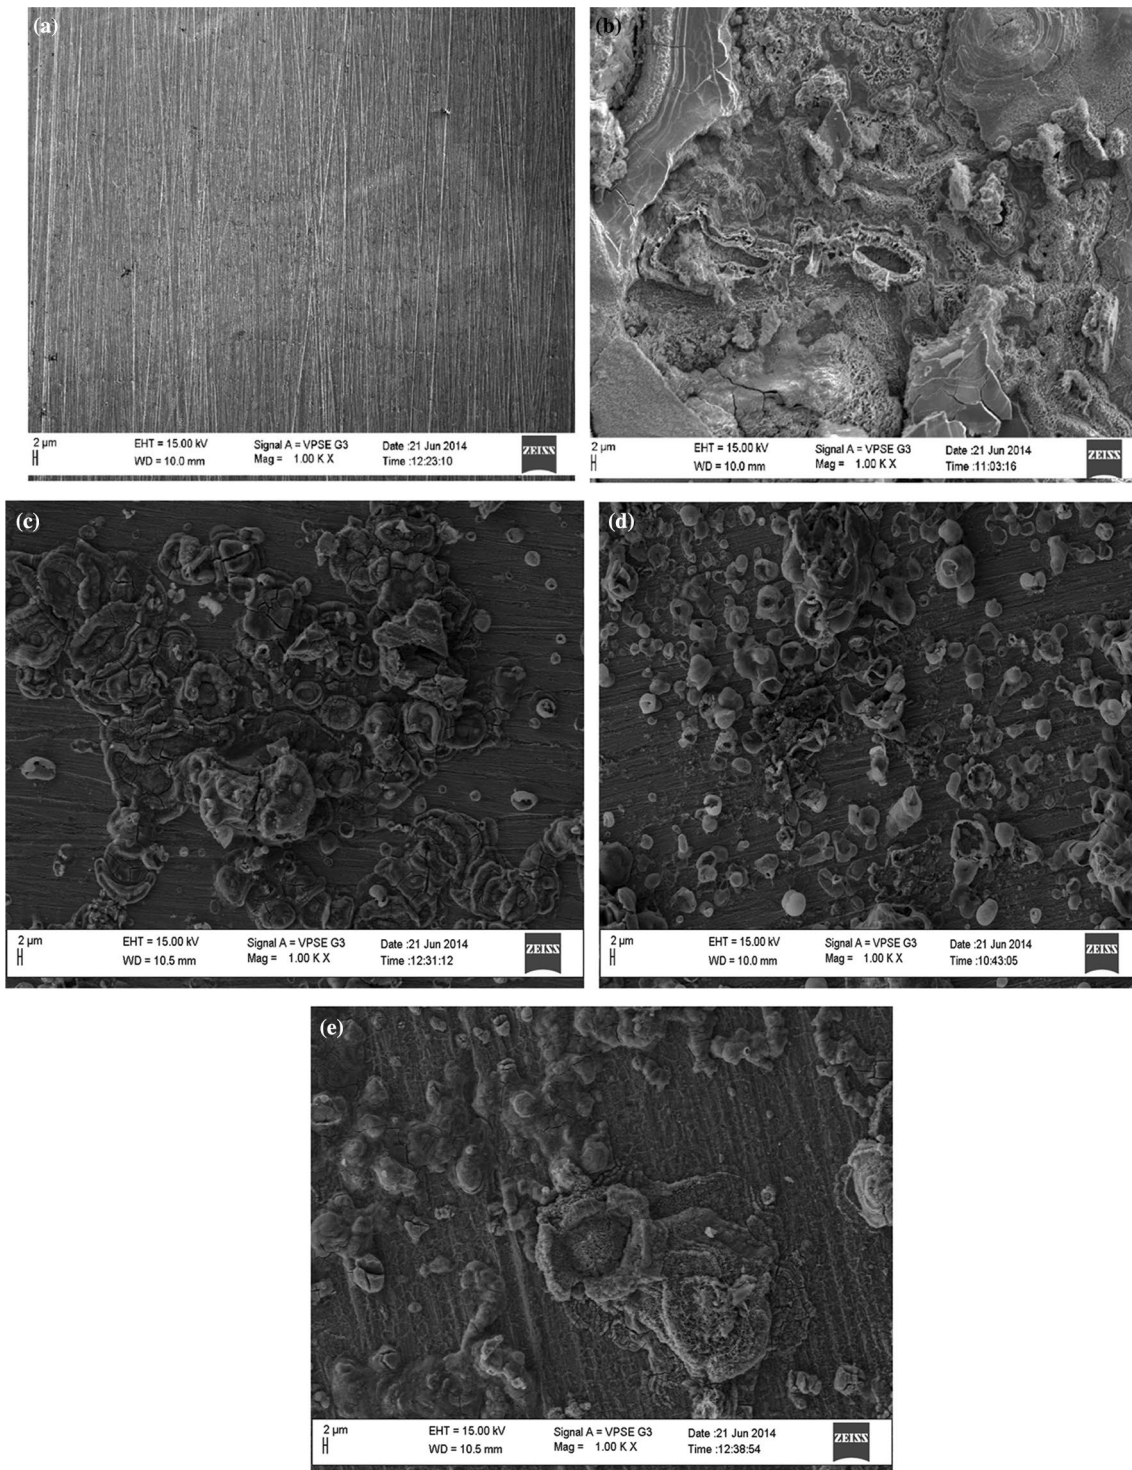 (a)
2 µm EHT = 15.00 kV Signal A = VPSE G3 Date :21 Jun 2014 ZEISS
WD = 10.0 mm Mag = 1.00 K X Time :12:23:10
(b)
2 µm EHT = 15.00 kV Signal A = VPSE G3 Date :21 Jun 2014 ZEISS
WD = 10.0 mm Mag = 1.00 K X Time :11:03:16
(c)
2 µm EHT = 15.00 kV Signal A = VPSE G3 Date :21 Jun 2014 ZEISS
WD = 10.5 mm Mag = 1.00 K X Time :12:31:12
(d)
2 µm EHT = 15.00 kV Signal A = VPSE G3 Date :21 Jun 2014 ZEISS
WD = 10.0 mm Mag = 1.00 K X Time :10:43:05
(e)
2 µm EHT = 15.00 kV Signal A = VPSE G3 Date :21 Jun 2014 ZEISS
WD = 10.5 mm Mag = 1.00 K X Time :12:38:54